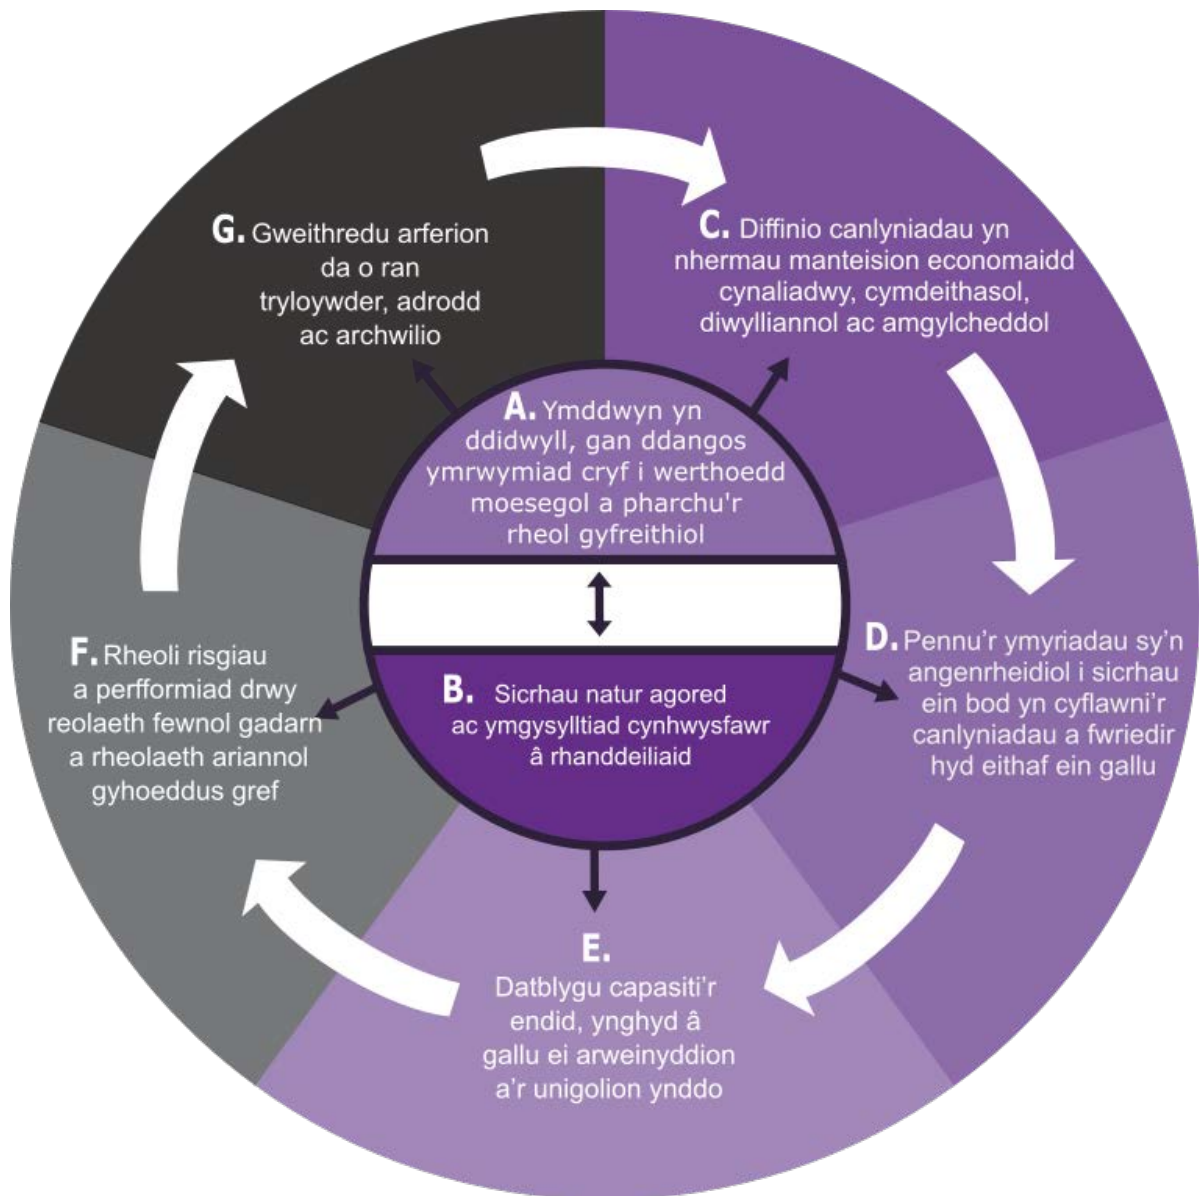 A. Ymddwyn yn
ddidwyll, gan ddangos
ymrwymiad cryf i werthoedd
moesegol a pharchu'r
rheol gyfreithiol
B. Sicrhau natur agored
ac ymgysylltiad cynhwysfawr
â rhanddeiliaid
C. Diffinio canlyniadau yn
nhermau manteision economaidd
cynaliadwy, cymdeithasol,
diwylliannol ac amgylcheddol
D. Pennu’r ymyriadau sy’n
angenrheidiol i sicrhau
ein bod yn cyflawni’r
canlyniadau a fwriedir
hyd eithaf ein gallu
E.
Datblygu capasiti’r
endid, ynghyd â
gallu ei arweinyddion
a’r unigolion ynddo
F. Rheoli risgiau
a perfformiad drwy
reolaeth fewnol gadarn
a rheolaeth ariannol
gyhoeddus gref
G. Gweithredu arferion
da o ran
tryloywder, adrodd
ac archwilio